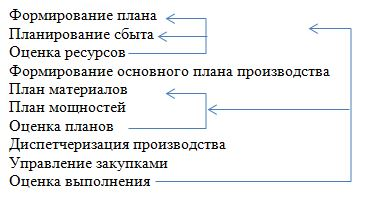 Формирование плана
Планирование сбыта
Оценка ресурсов
Формирование основного плана производства
План материалов
План мощностей
Оценка планов
Диспетчеризация производства
Управление закупками
Оценка выполнения